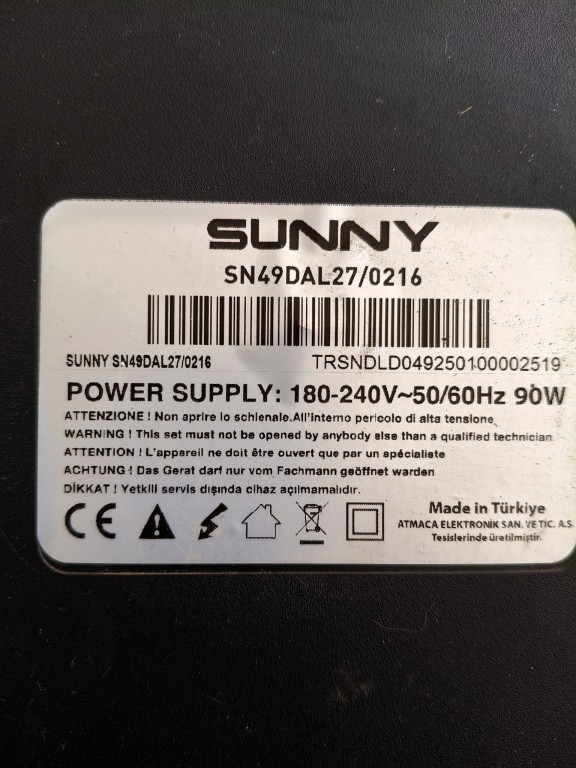 SUNNY
SN49DAL27/0216
SUNNY SN49DAL27/0216 TRSNDLD049250100002519
POWER SUPPLY: 180-240V~50/60Hz 90W
ATTENZIONE ! Non aprire lo schienale.All'interno pericolo di alta tensione.
WARNING ! This set must not be opened by anybody else than a qualified technician
ATTENTION ! L'appareil ne doit être ouvert que par un spécialiste
ACHTUNG ! Das Gerat darf nur vom Fachmann geöffnet warden
DİKKAT ! Yetkili servis dışında cihaz açılmamalıdır.
CE
Made in Türkiye
ATMACA ELEKTRONİK SAN. VE TİC. A.S.
Tesislerinde üretilmiştir.